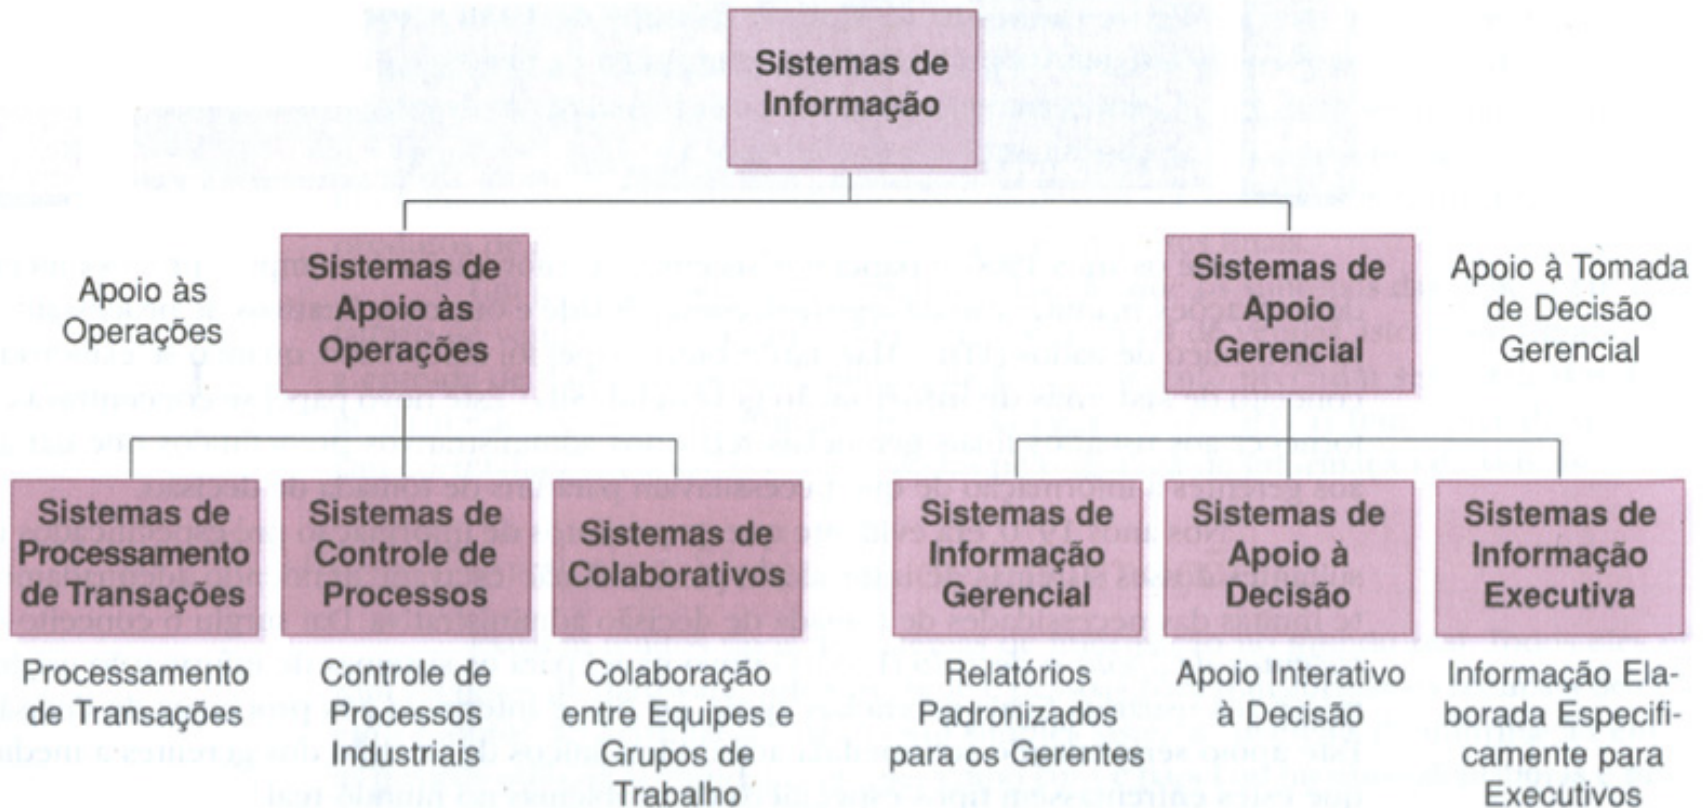 Sistemas de
Informação
Apoio às
Operações
Sistemas de
Apoio às
Operações
Sistemas de
Apoio
Gerencial
Apoio à Tomada
de Decisão
Gerencial
Sistemas de
Processamento
de Transações
Sistemas de
Controle de
Processos
Sistemas de
Colaborativos
Sistemas de
Informação
Gerencial
Sistemas de
Apoio à
Decisão
Sistemas de
Informação
Executiva
Processamento
de Transações
Controle de
Processos
Industriais
Colaboração
entre Equipes e
Grupos de
Trabalho
Relatórios
Padronizados
para os Gerentes
Apoio Interativo
à Decisão
Informação Ela-
borada Especifi-
camente para
Executivos